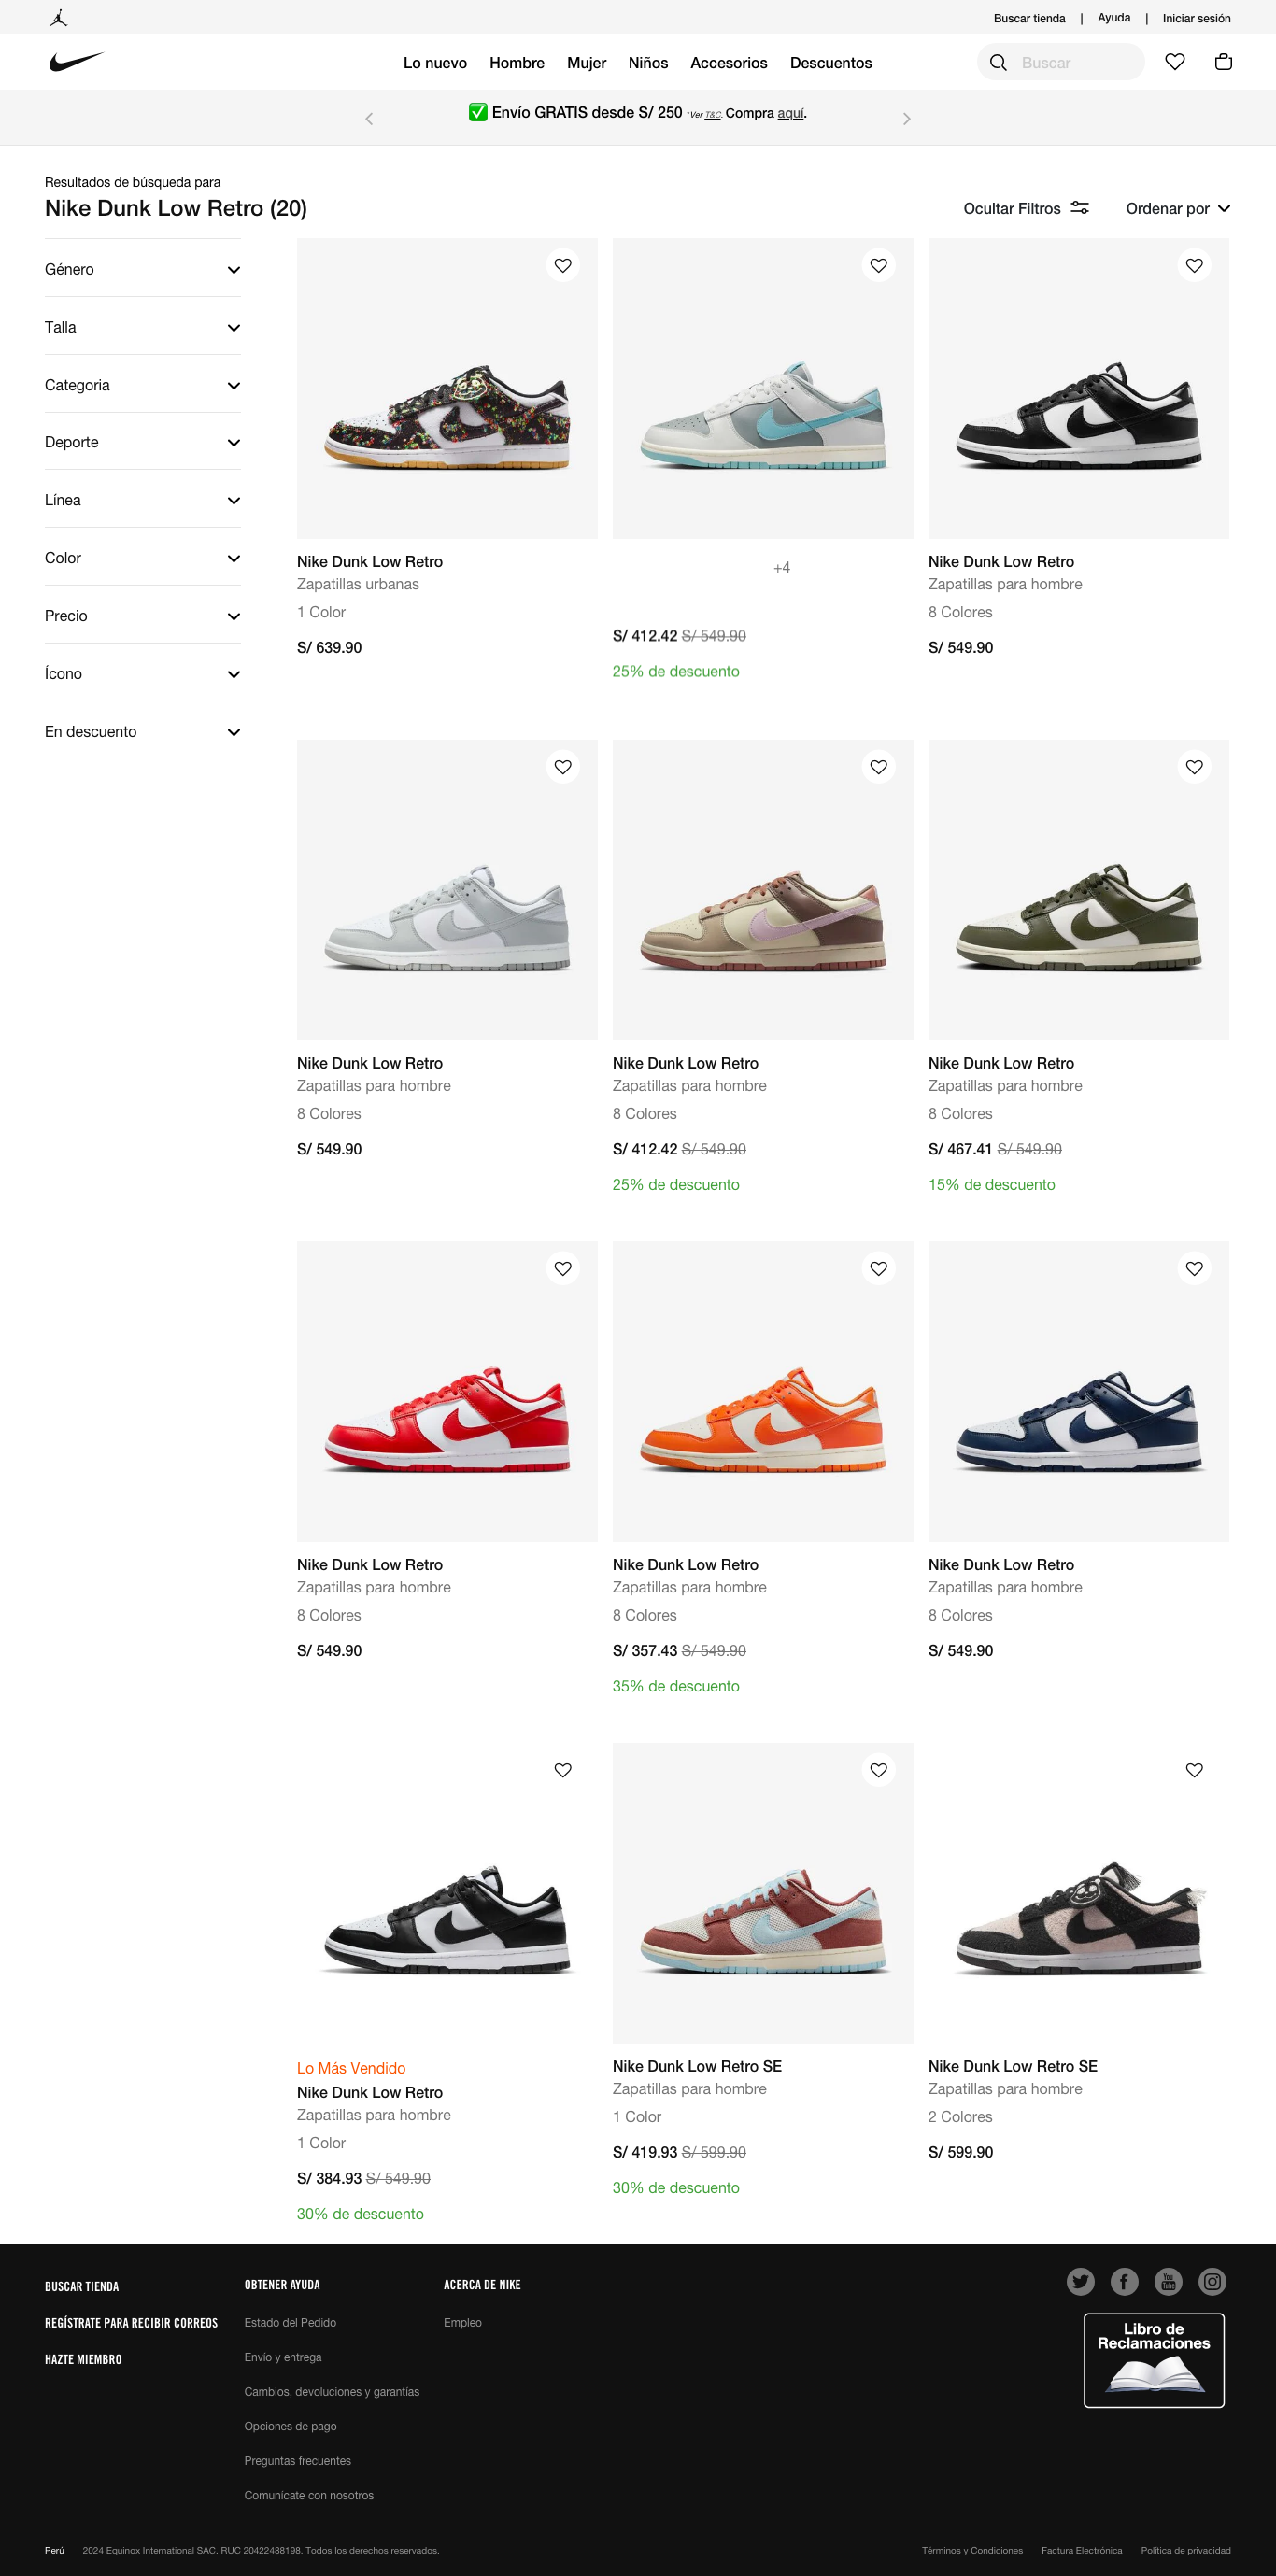 Buscar tienda | Ayuda | Iniciar sesión
Lo nuevo Hombre Mujer Niños Accesorios Descuentos Buscar
✅ Envío GRATIS desde S/ 250 *Ver T&C. Compra aquí.
Resultados de búsqueda para
Nike Dunk Low Retro (20)
Ocultar Filtros Ordenar por
Género
Talla
Categoria
Deporte
Línea
Color
Precio
Ícono
En descuento
Nike Dunk Low Retro
Zapatillas urbanas
1 Color
S/ 639.90
+4
S/ 412.42 S/ 549.90
25% de descuento
Nike Dunk Low Retro
Zapatillas para hombre
8 Colores
S/ 549.90
Nike Dunk Low Retro
Zapatillas para hombre
8 Colores
S/ 549.90
Nike Dunk Low Retro
Zapatillas para hombre
8 Colores
S/ 412.42 S/ 549.90
25% de descuento
Nike Dunk Low Retro
Zapatillas para hombre
8 Colores
S/ 467.41 S/ 549.90
15% de descuento
Nike Dunk Low Retro
Zapatillas para hombre
8 Colores
S/ 549.90
Nike Dunk Low Retro
Zapatillas para hombre
8 Colores
S/ 357.43 S/ 549.90
35% de descuento
Nike Dunk Low Retro
Zapatillas para hombre
8 Colores
S/ 549.90
Lo Más Vendido
Nike Dunk Low Retro
Zapatillas para hombre
1 Color
S/ 384.93 S/ 549.90
30% de descuento
Nike Dunk Low Retro SE
Zapatillas para hombre
1 Color
S/ 419.93 S/ 599.90
30% de descuento
Nike Dunk Low Retro SE
Zapatillas para hombre
2 Colores
S/ 599.90
BUSCAR TIENDA
REGÍSTRATE PARA RECIBIR CORREOS
HAZTE MIEMBRO
OBTENER AYUDA
Estado del Pedido
Envío y entrega
Cambios, devoluciones y garantías
Opciones de pago
Preguntas frecuentes
Comunícate con nosotros
ACERCA DE NIKE
Empleo
You Tube
Libro de
Reclamaciones
Perú 2024 Equinox International SAC. RUC 20422488198. Todos los derechos reservados.
Términos y Condiciones Factura Electrónica Política de privacidad